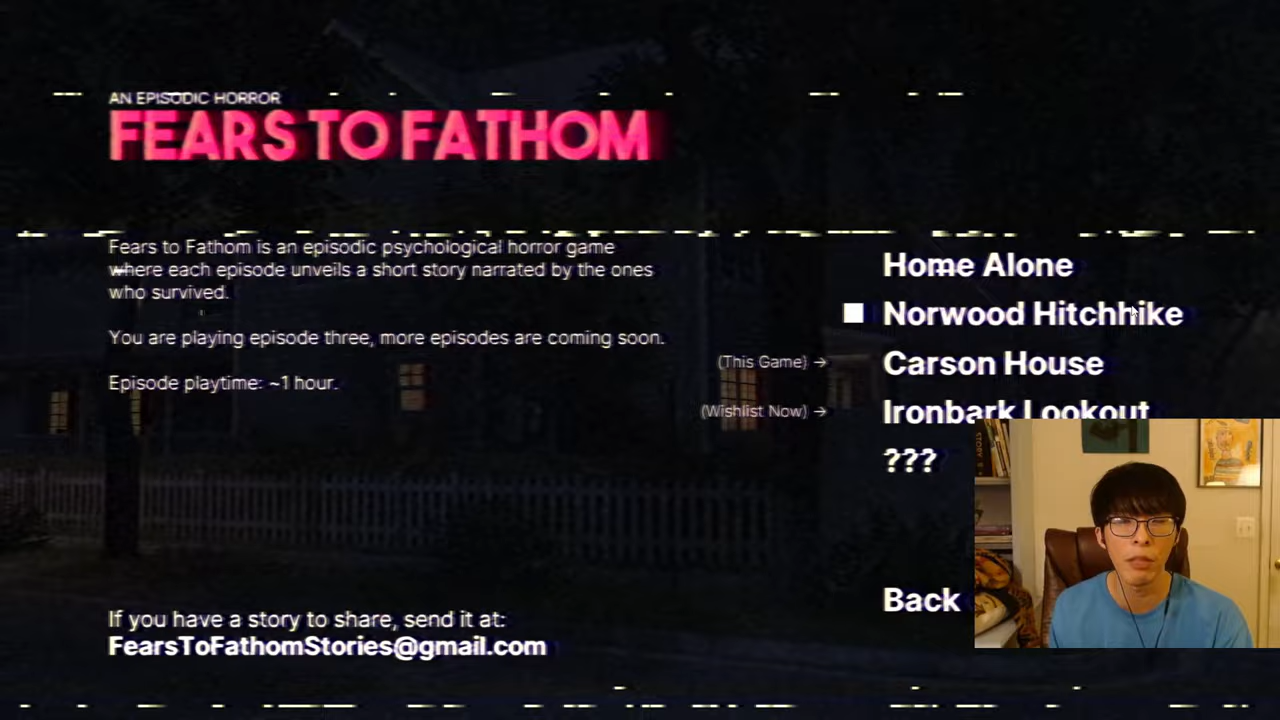 AN EPISODIC HORROR
FEARS TO FATHOM
Fears to Fathom is an episodic psychological horror game
where each episode unveils a short story narrated by the ones
who survived.
You are playing episode three, more episodes are coming soon.
Episode playtime: ~1 hour.
If you have a story to share, send it at:
FearsToFathomStories@gmail.com
Home Alone
Norwood Hitchhike
(This Game) → Carson House
(Wishlist Now) → Ironbark Lookout
???
Back